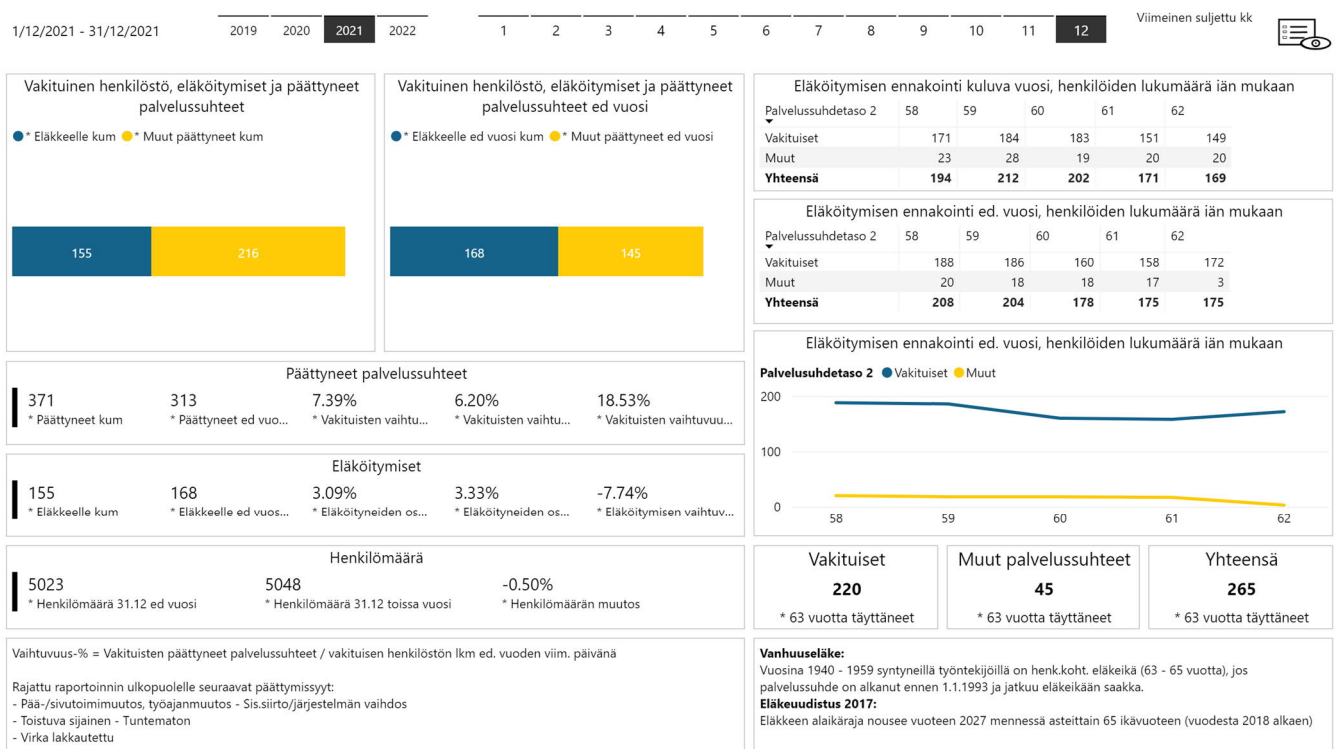 1/12/2021 - 31/12/2021
2019 2020 2021 2022
1 2 3 4 5 6 7 8 9 10 11 12
Viimeinen suljettu kk
Vakituinen henkilöstö, eläköitymiset ja päättyneet
palvelussuhteet
* Eläkkeelle kum * Muut päättyneet kum
155 216
Vakituinen henkilöstö, eläköitymiset ja päättyneet
palvelussuhteet ed vuosi
* Eläkkeelle ed vuosi kum * Muut päättyneet ed vuosi
168 145
Eläköitymisen ennakointi kuluva vuosi, henkilöiden lukumäärä iän mukaan
Palvelussuhdetaso 2 58 59 60 61 62
Vakituiset 171 184 183 151 149
Muut 23 28 19 20 20
Yhteensä 194 212 202 171 169
Eläköitymisen ennakointi ed. vuosi, henkilöiden lukumäärä iän mukaan
Palvelussuhdetaso 2 58 59 60 61 62
Vakituiset 188 186 160 158 172
Muut 20 18 18 17 3
Yhteensä 208 204 178 175 175
Päättyneet palvelussuhteet
371 313 7.39% 6.20% 18.53%
* Päättyneet kum * Päättyneet ed vuo... * Vakituisten vaihtu... * Vakituisten vaihtu... * Vakituisten vaihtuvuu...
Eläköitymiset
155 168 3.09% 3.33% -7.74%
* Eläkkeelle kum * Eläkkeelle ed vuos... * Eläköityneiden os... * Eläköityneiden os... * Eläköitymisen vaihtuv...
Henkilömäärä
5023 5048 -0.50%
* Henkilömäärä 31.12 ed vuosi * Henkilömäärä 31.12 toissa vuosi * Henkilömäärän muutos
Eläköitymisen ennakointi ed. vuosi, henkilöiden lukumäärä iän mukaan
Palvelusuhdetaso 2 Vakituiset Muut
200
100
0
58 59 60 61 62
Vakituiset
220
* 63 vuotta täyttäneet
Muut palvelussuhteet
45
* 63 vuotta täyttäneet
Yhteensä
265
* 63 vuotta täyttäneet
Vaihtuvuus-% = Vakituisten päättyneet palvelussuhteet / vakituisen henkilöstön lkm ed. vuoden viim. päivänä
Rajattu raportoinnin ulkopuolelle seuraavat päättymissyyt:
- Pää-/sivutoimimuutos, työajanmuutos - Sis.siirto/järjestelmän vaihdos
- Toistuva sijainen - Tuntematon
- Virka lakkautettu
Vanhuuseläke:
Vuosina 1940 - 1959 syntyneillä työntekijöillä on henk.koht. eläkeikä (63 - 65 vuotta), jos
palvelussuhde on alkanut ennen 1.1.1993 ja jatkuu eläkeikään saakka.
Eläkeuudistus 2017:
Eläkkeen alaikäraja nousee vuoteen 2027 mennessä asteittain 65 ikävuoteen (vuodesta 2018 alkaen)